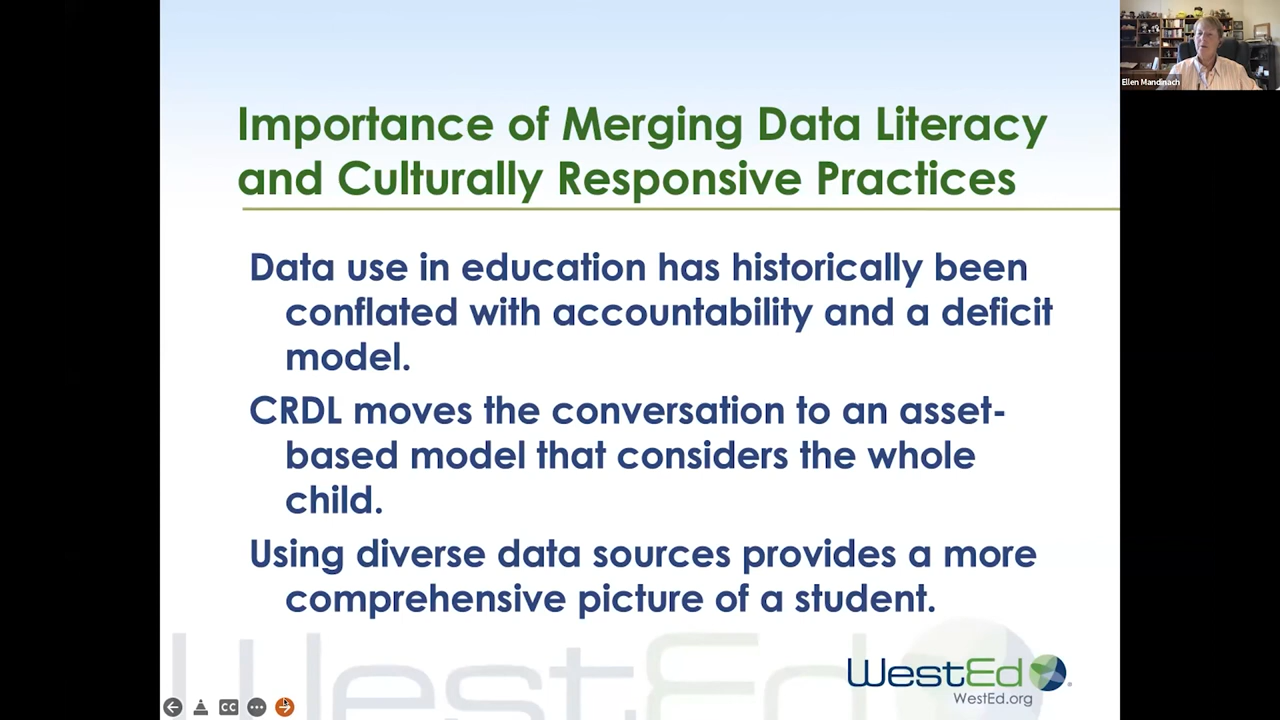 Importance of Merging Data Literacy
and Culturally Responsive Practices
Data use in education has historically been
conflated with accountability and a deficit
model.
CRDL moves the conversation to an asset-
based model that considers the whole
child.
Using diverse data sources provides a more
comprehensive picture of a student.
WestEd
WestEd
WestEd.org
CC
Ellen Mandinach